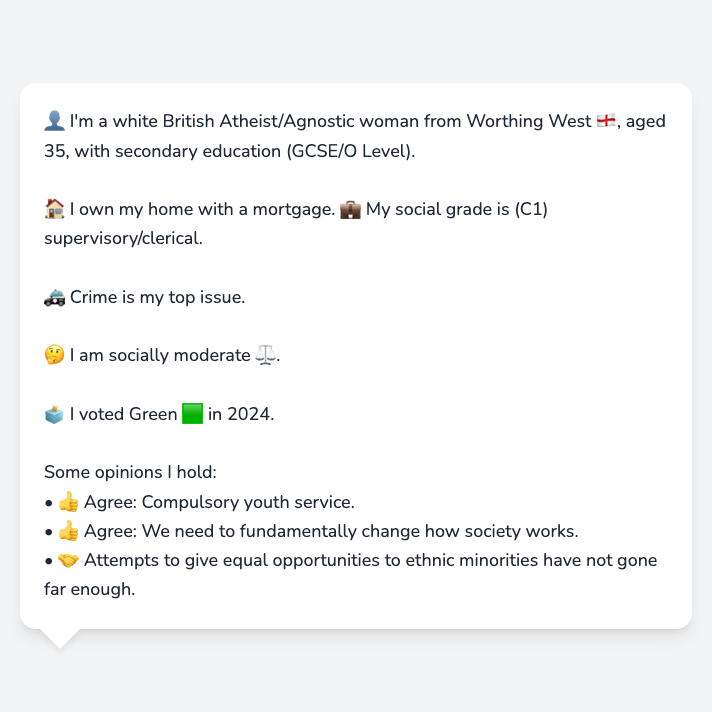 👤 I'm a white British Atheist/Agnostic woman from Worthing West 🏴󠁧󠁢󠁥󠁮󠁧󠁿, aged
35, with secondary education (GCSE/O Level).
🏠 I own my home with a mortgage. 💼 My social grade is (C1)
supervisory/clerical.
🚓 Crime is my top issue.
🤔 I am socially moderate ⚖️.
🗳️ I voted Green 🟩 in 2024.
Some opinions I hold:
• 👍 Agree: Compulsory youth service.
• 👍 Agree: We need to fundamentally change how society works.
• 🤝 Attempts to give equal opportunities to ethnic minorities have not gone
far enough.